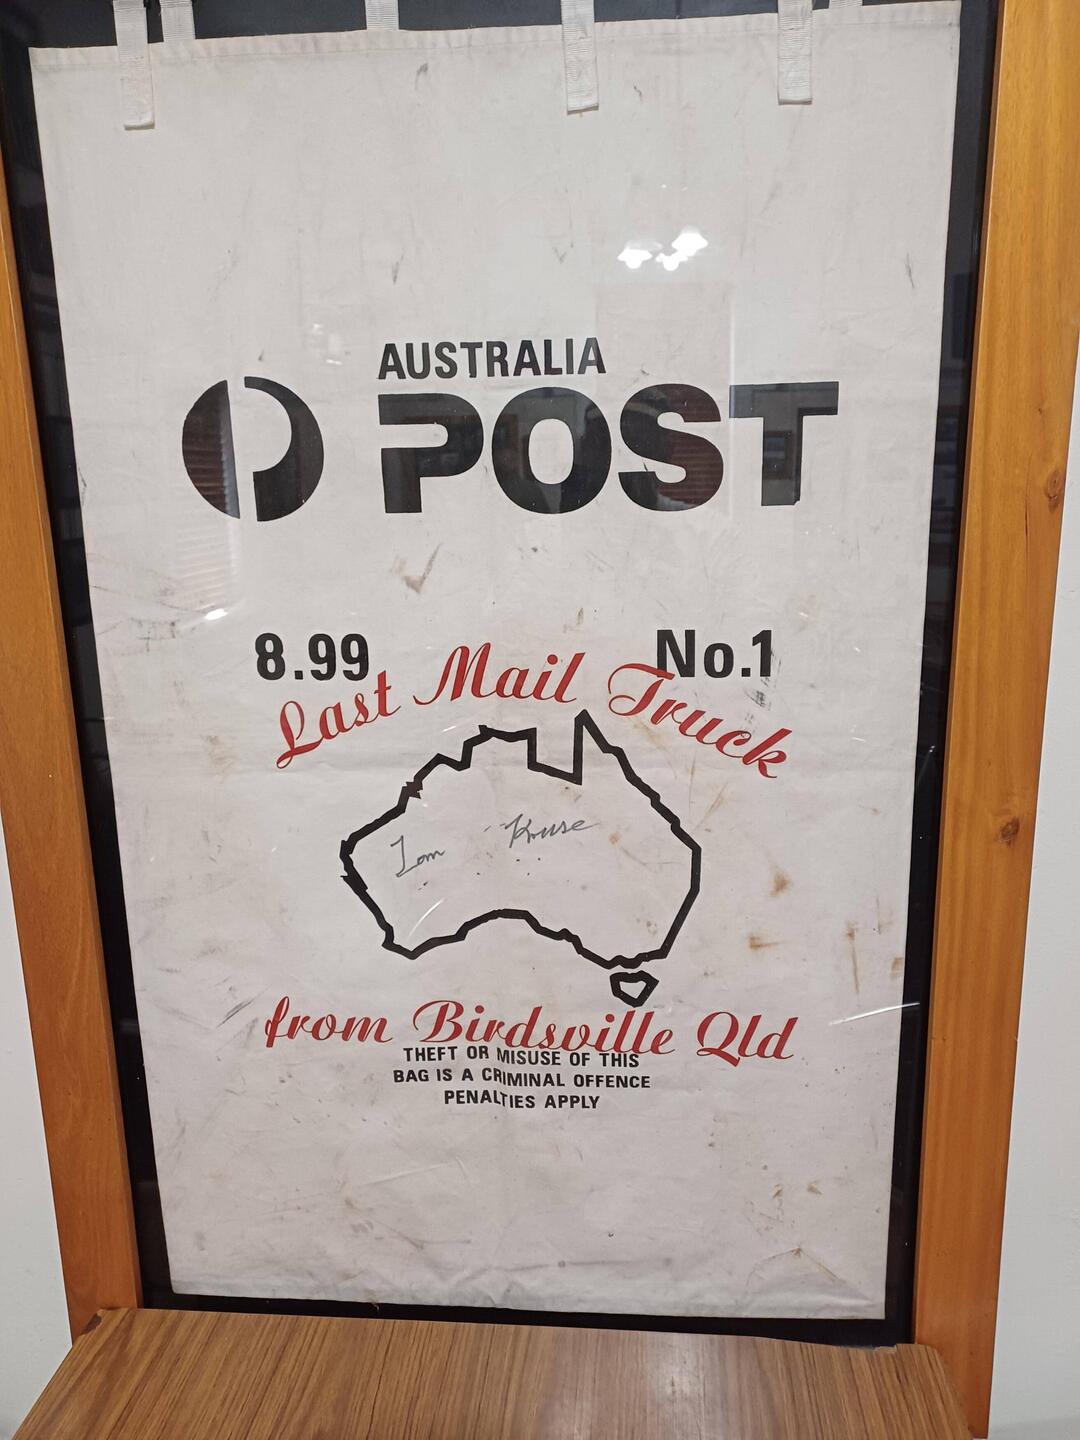 AUSTRALIA
POST
8.99 No.1
Last Mail Truck
Tom Kruse
from Birdsville Qld
THEFT OR MISUSE OF THIS
BAG IS A CRIMINAL OFFENCE
PENALTIES APPLY